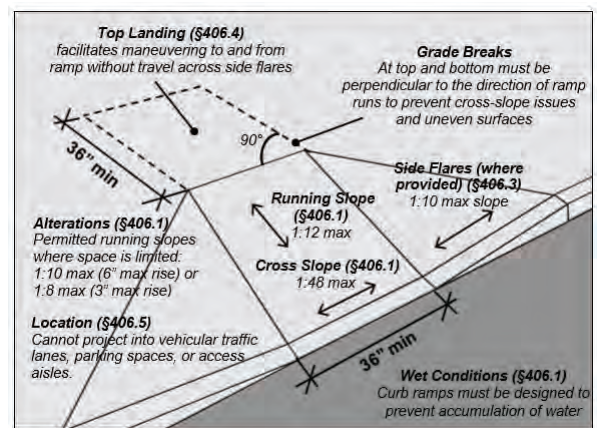 Top Landing (§406.4)
facilitates maneuvering to and from
ramp without travel across side flares
Grade Breaks
At top and bottom must be
perpendicular to the direction of ramp
runs to prevent cross-slope issues
and uneven surfaces
90°
36" min
Side Flares (where
provided) (§406.3)
1:10 max slope
Running Slope
(§406.1)
1:12 max
Alterations (§406.1)
Permitted running slopes
where space is limited:
1:10 max (6" max rise) or
1:8 max (3" max rise)
Cross Slope (§406.1)
1:48 max
Location (§406.5)
Cannot project into vehicular traffic
lanes, parking spaces, or access
aisles.
36" min
Wet Conditions (§406.1)
Curb ramps must be designed to
prevent accumulation of water